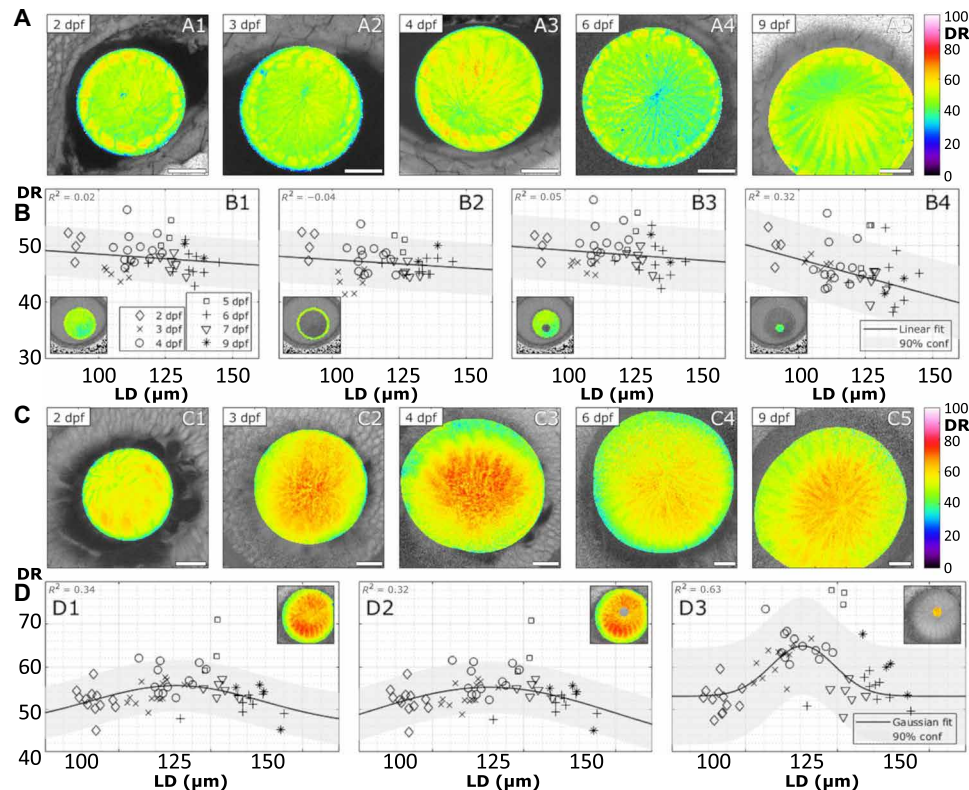 A
2 dpf A1
3 dpf A2
4 dpf A3
6 dpf A4
9 dpf A5
100
DR
80
60
40
20
0
DR
B
50
40
30
R² = 0.02 B1
R² = −0.04 B2
R² = 0.05 B3
R² = 0.32 B4
2 dpf
3 dpf
4 dpf
5 dpf
6 dpf
7 dpf
9 dpf
Linear fit
90% conf
100 125 150
LD (µm)
100 125 150
LD (µm)
100 125 150
LD (µm)
100 125 150
LD (µm)
C
2 dpf C1
3 dpf C2
4 dpf C3
6 dpf C4
9 dpf C5
100
DR
80
60
40
20
0
DR
D
70
60
50
40
R² = 0.34
D1
R² = 0.32
D2
R² = 0.63
D3
Gaussian fit
90% conf
100 125 150
LD (µm)
100 125 150
LD (µm)
100 125 150
LD (µm)